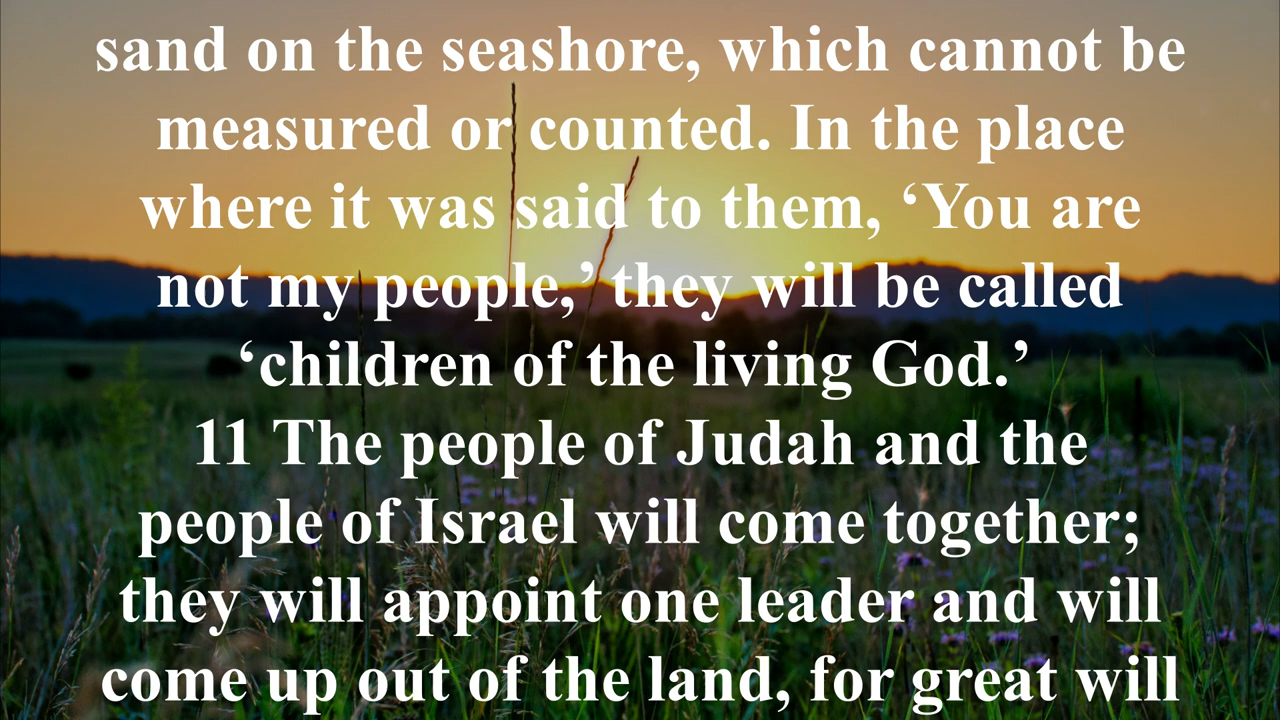 sand on the seashore, which cannot be
measured or counted. In the place
where it was said to them, ‘You are
not my people,’ they will be called
‘children of the living God.’
11 The people of Judah and the
people of Israel will come together;
they will appoint one leader and will
come up out of the land, for great will